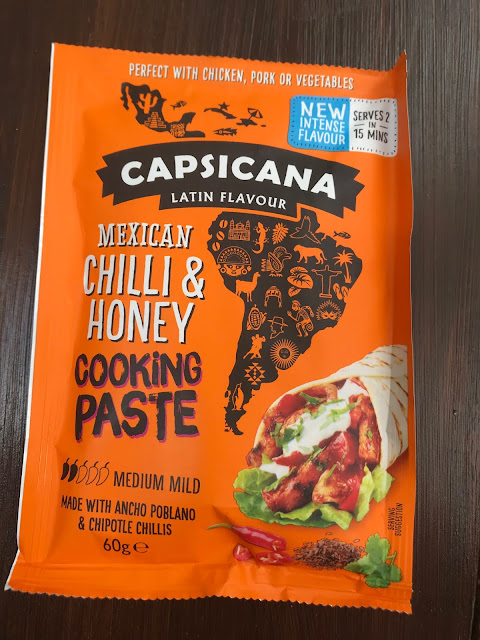 PERFECT WITH CHICKEN, PORK OR VEGETABLES
NEW
INTENSE
FLAVOUR
SERVES 2
IN
15 MINS
CAPSICANA
LATIN FLAVOUR
MEXICAN
CHILLI &
HONEY
COOKING
PASTE
MEDIUM MILD
MADE WITH ANCHO POBLANO
& CHIPOTLE CHILLIS
60g e
SERVING
SUGGESTION